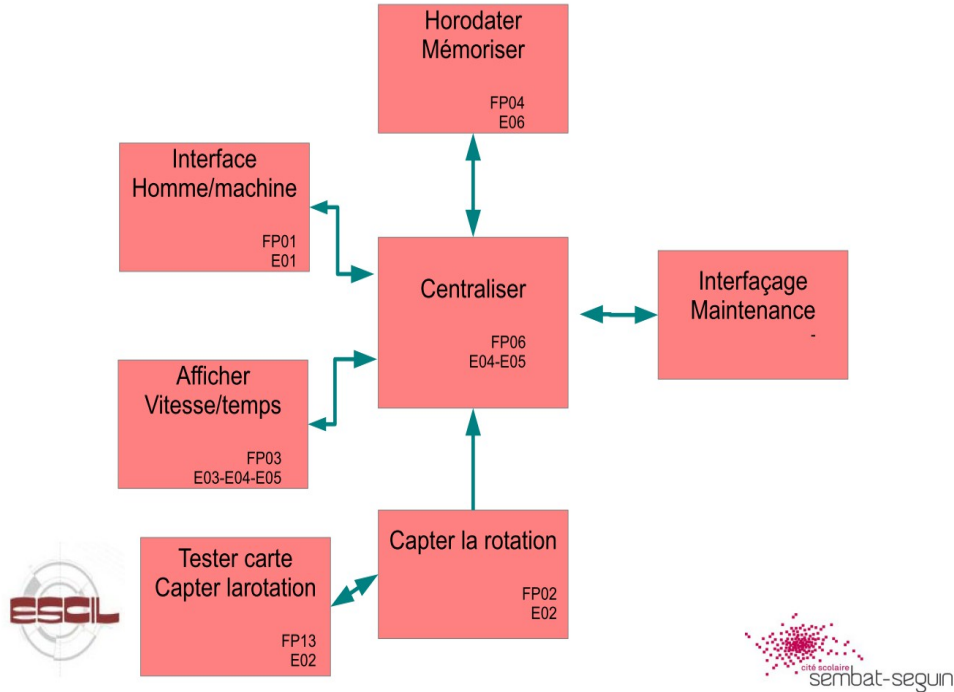 Horodater
Mémoriser
FP04
E06
Interface
Homme/machine
FP01
E01
Centraliser
FP06
E04-E05
Interfaçage
Maintenance
-
Afficher
Vitesse/temps
FP03
E03-E04-E05
Tester carte
Capter larotation
FP13
E02
Capter la rotation
FP02
E02
ESCIL
cité scolaire
sembat-seguin